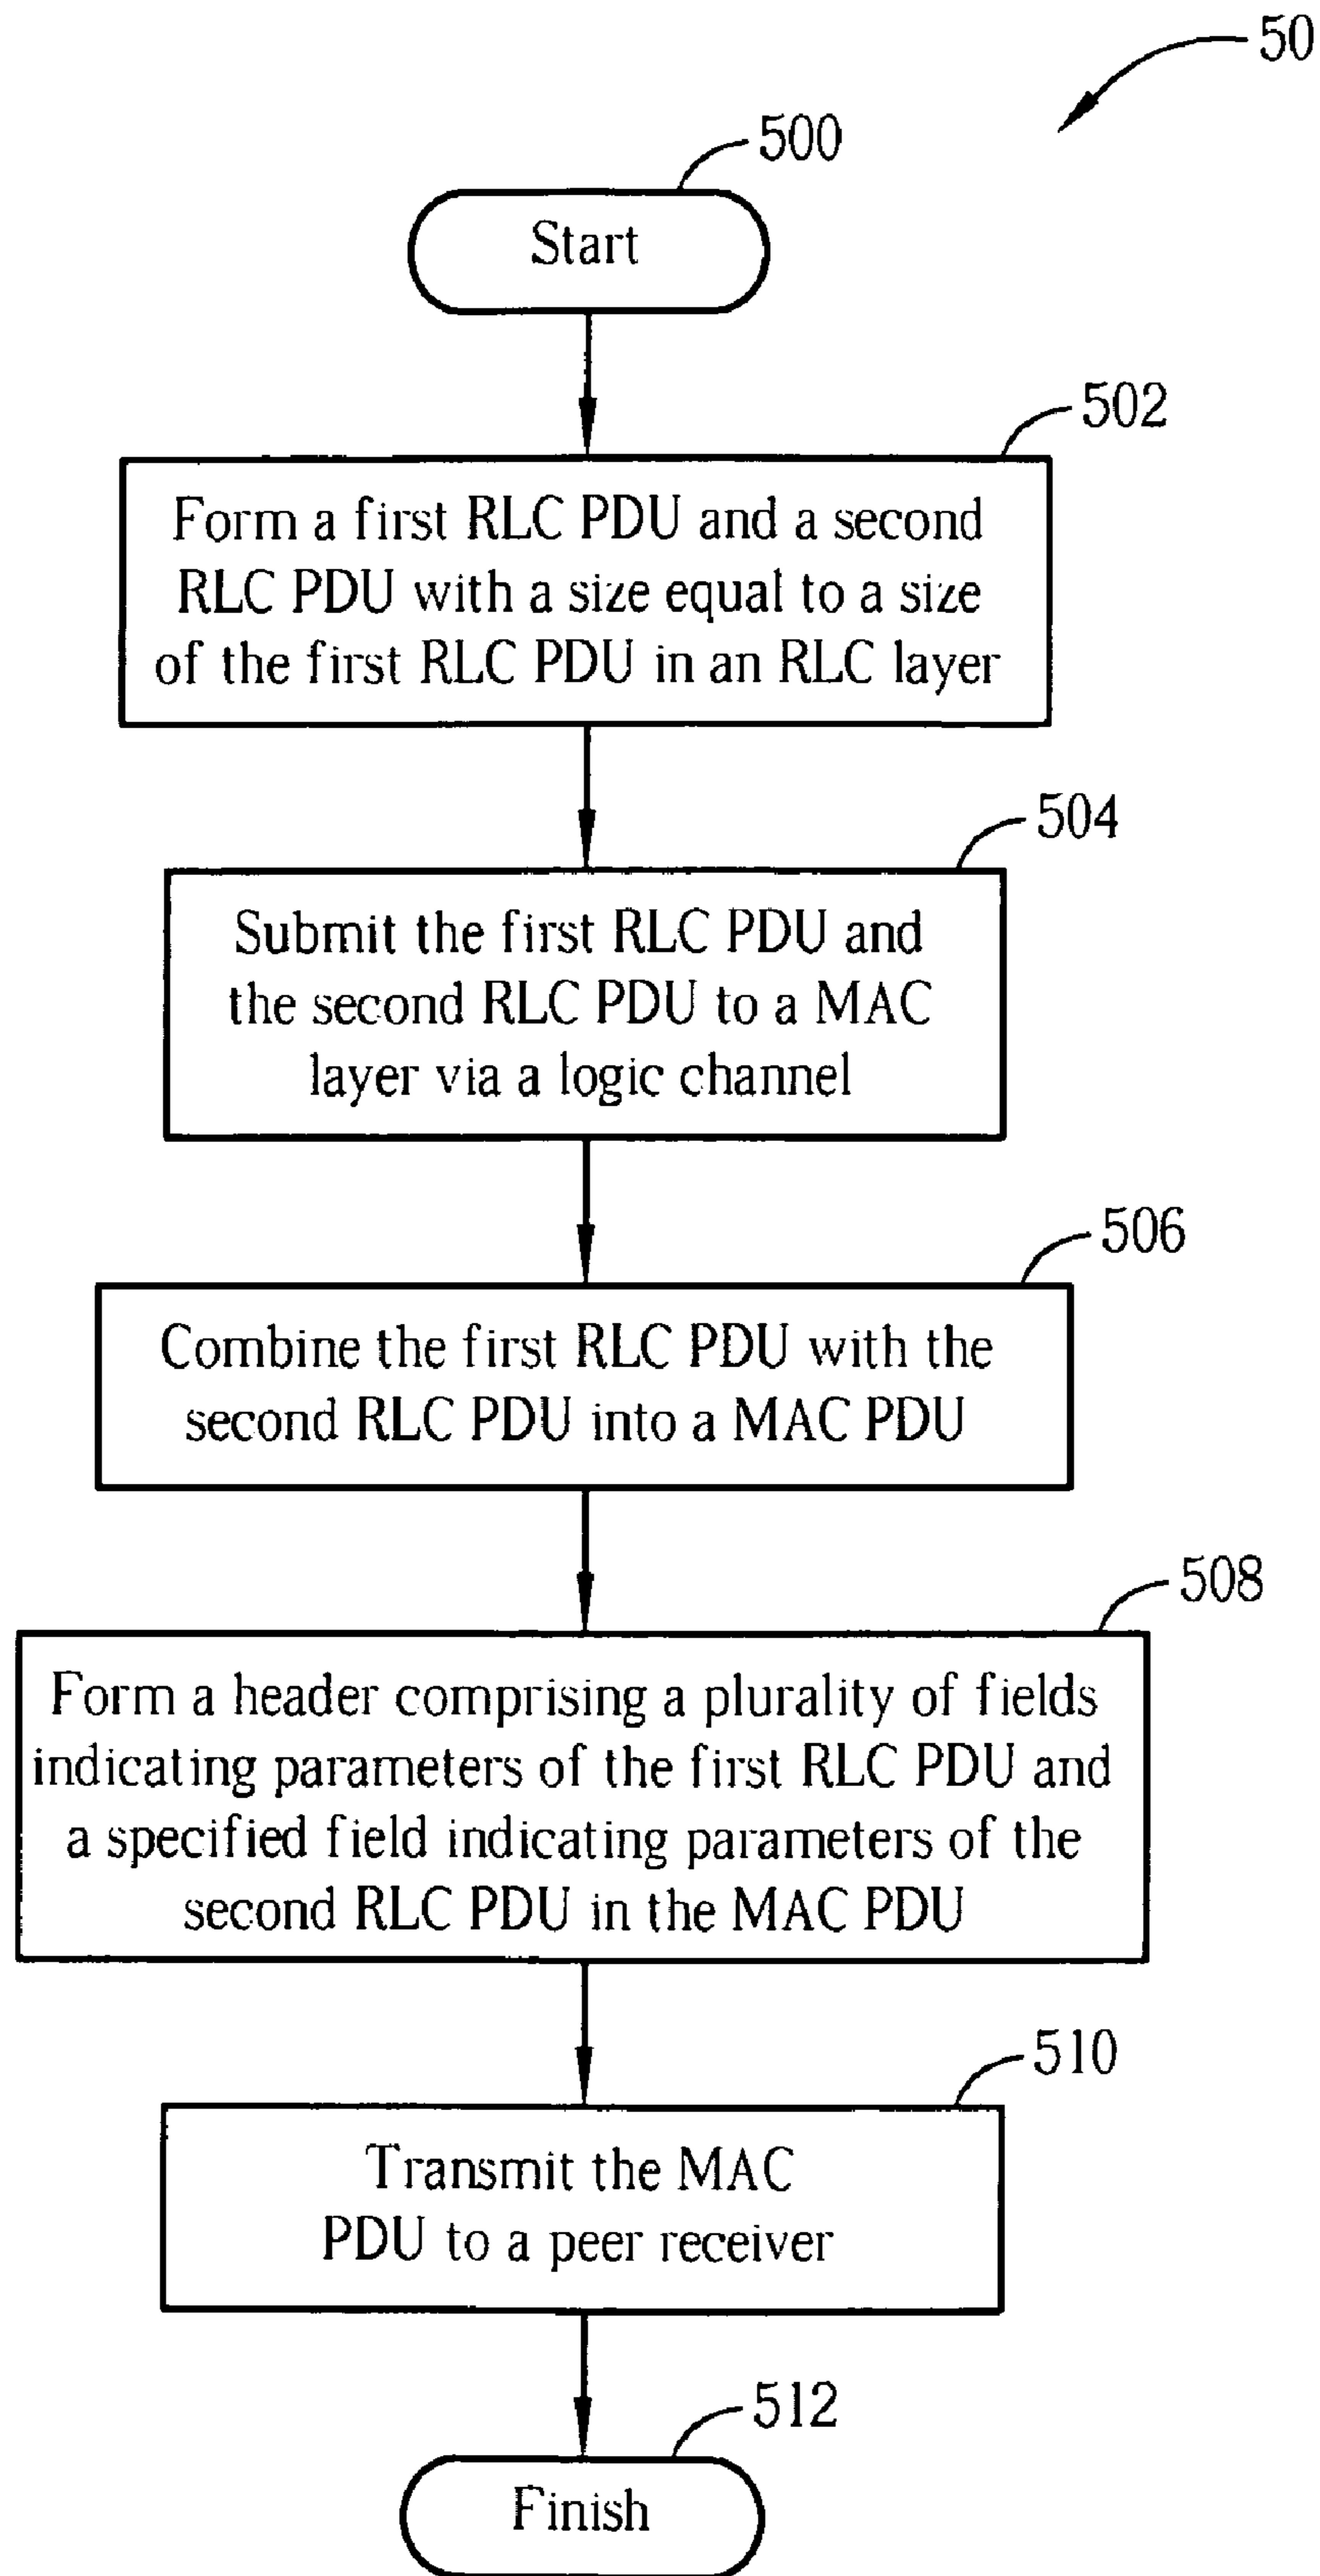 50
500
Start
502
Form a first RLC PDU and a second
RLC PDU with a size equal to a size
of the first RLC PDU in an RLC layer
504
Submit the first RLC PDU and
the second RLC PDU to a MAC
layer via a logic channel
506
Combine the first RLC PDU with the
second RLC PDU into a MAC PDU
508
Form a header comprising a plurality of fields
indicating parameters of the first RLC PDU and
a specified field indicating parameters of the
second RLC PDU in the MAC PDU
510
Transmit the MAC
PDU to a peer receiver
512
Finish